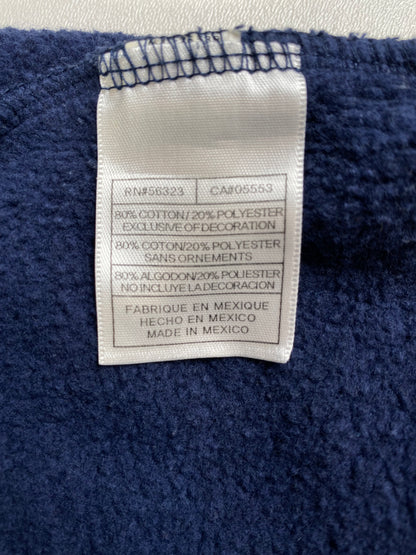 RN#56323 CA#05553
80% COTTON/20% POLYESTER
EXCLUSIVE OF DECORATION
80% COTON/20% POLYESTER
SANS ORNEMENTS
80% ALGODON/20% POLIESTER
NO INCLUYE LA DECORACION
FABRIQUE EN MEXIQUE
HECHO EN MEXICO
MADE IN MEXICO